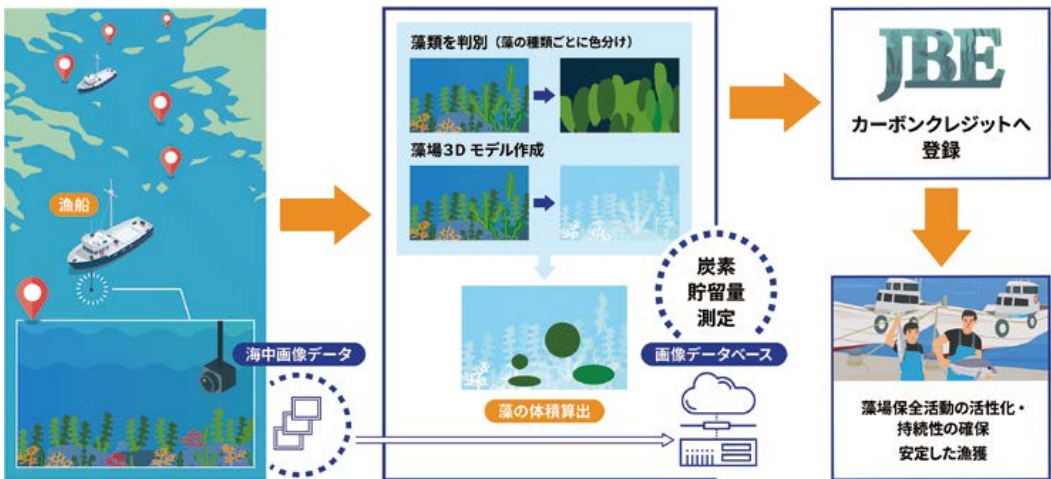 漁船
海中画像データ
藻類を判別（藻の種類ごとに色分け）
藻場3Dモデル作成
藻の体積算出
炭素
貯留量
測定
画像データベース
JBE
カーボンクレジットへ
登録
藻場保全活動の活性化・
持続性の確保
安定した漁獲